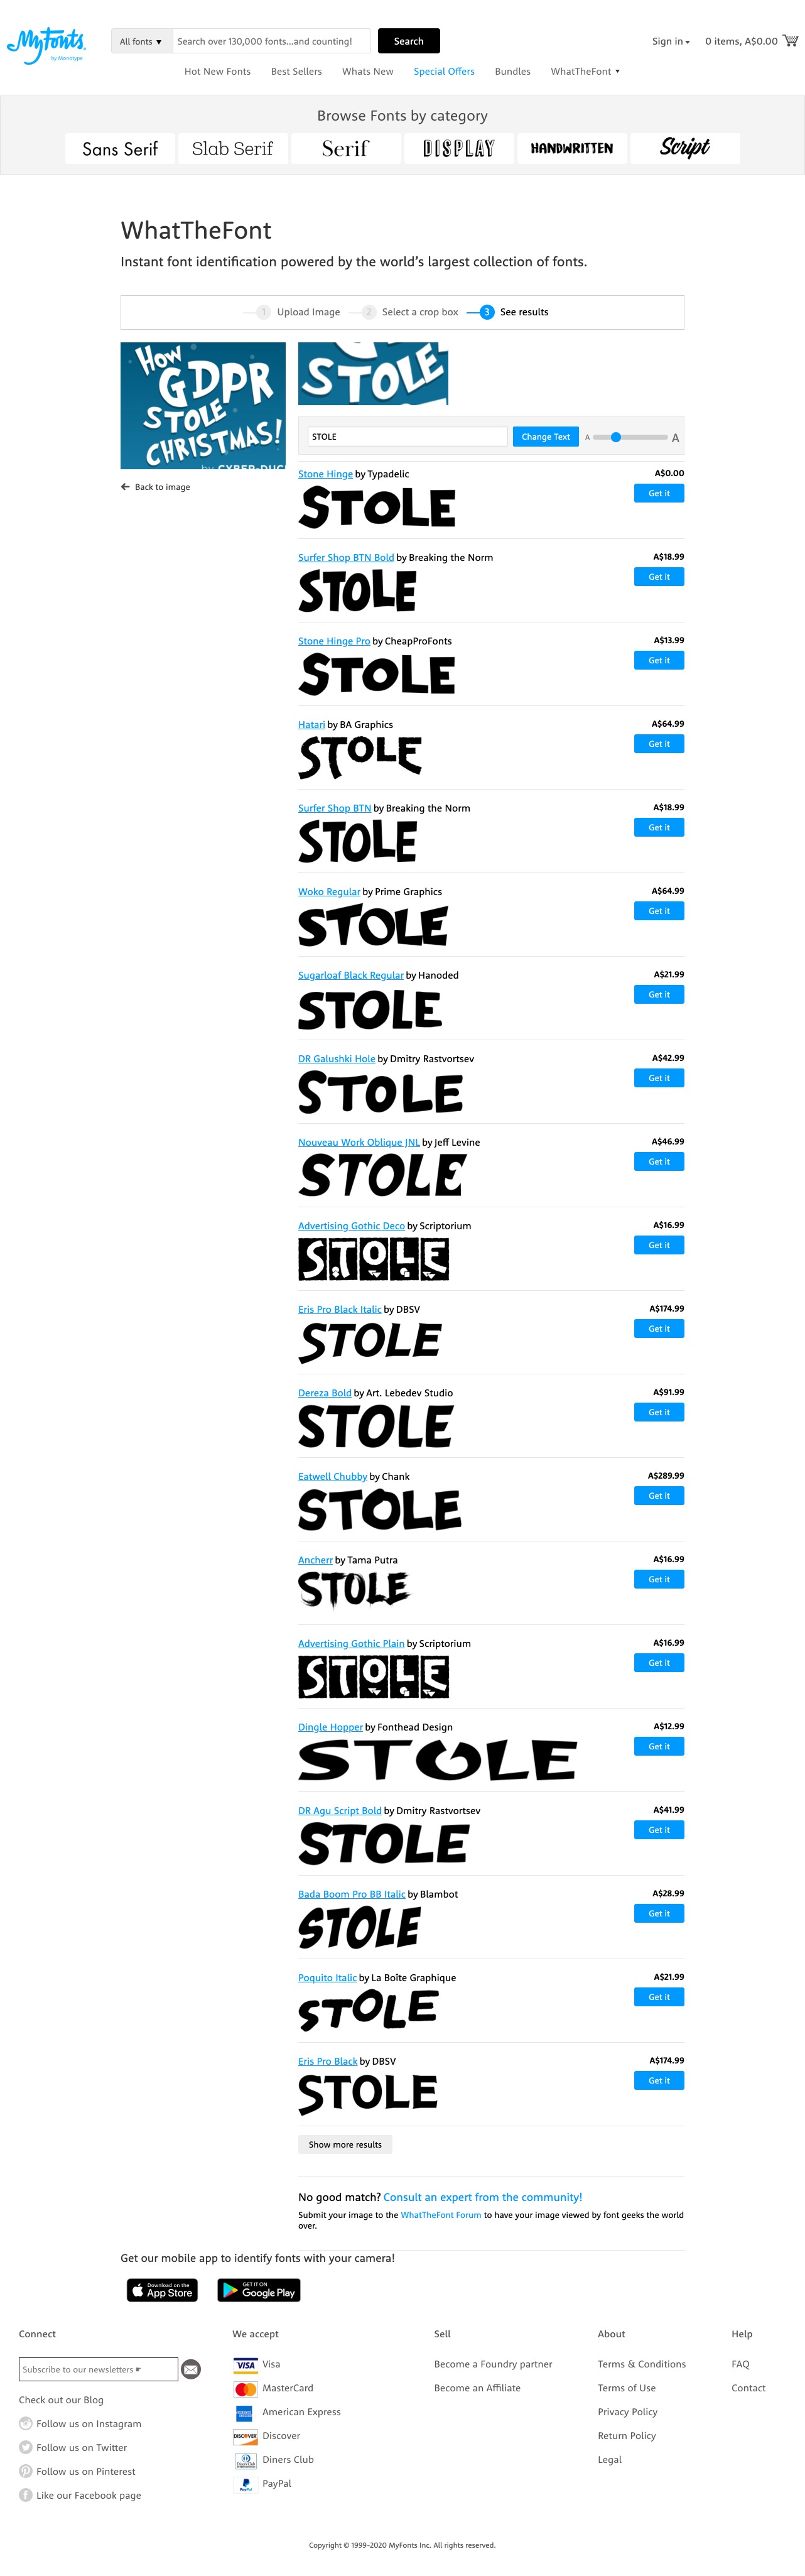 MyFonts
by Monotype
All fonts ▼ Search over 130,000 fonts...and counting! Search Sign in▾ 0 items, A$0.00
Hot New Fonts Best Sellers Whats New Special Offers Bundles WhatTheFont ▼
Browse Fonts by category
Sans Serif Slab Serif Serif DISPLAY HANDWRITTEN Script
WhatTheFont
Instant font identification powered by the world's largest collection of fonts.
1 Upload Image 2 Select a crop box 3 See results
How
GDPR
STOLE
CHRISTMAS!
by CYBER-DUC
← Back to image
STOLE
STOLE Change Text A A
Stone Hinge by Typadelic A$0.00
Get it
STOLE
Surfer Shop BTN Bold by Breaking the Norm A$18.99
Get it
STOLE
Stone Hinge Pro by CheapProFonts A$13.99
Get it
STOLE
Hatari by BA Graphics A$64.99
Get it
STOLE
Surfer Shop BTN by Breaking the Norm A$18.99
Get it
STOLE
Woko Regular by Prime Graphics A$64.99
Get it
STOLE
Sugarloaf Black Regular by Hanoded A$21.99
Get it
STOLE
DR Galushki Hole by Dmitry Rastvortsev A$42.99
Get it
STOLE
Nouveau Work Oblique JNL by Jeff Levine A$46.99
Get it
STOLE
Advertising Gothic Deco by Scriptorium A$16.99
Get it
STOLE
Eris Pro Black Italic by DBSV A$174.99
Get it
STOLE
Dereza Bold by Art. Lebedev Studio A$91.99
Get it
STOLE
Eatwell Chubby by Chank A$289.99
Get it
STOLE
Ancherr by Tama Putra A$16.99
Get it
STOLE
Advertising Gothic Plain by Scriptorium A$16.99
Get it
STOLE
Dingle Hopper by Fonthead Design A$12.99
Get it
STOLE
DR Agu Script Bold by Dmitry Rastvortsev A$41.99
Get it
STOLE
Bada Boom Pro BB Italic by Blambot A$28.99
Get it
STOLE
Poquito Italic by La Boîte Graphique A$21.99
Get it
STOLE
Eris Pro Black by DBSV A$174.99
Get it
STOLE
Show more results
No good match? Consult an expert from the community!
Submit your image to the WhatTheFont Forum to have your image viewed by font geeks the world
over.
Get our mobile app to identify fonts with your camera!
Download on the
App Store
GET IT ON
Google Play
Connect
Subscribe to our newsletters
Check out our Blog
Follow us on Instagram
Follow us on Twitter
Follow us on Pinterest
Like our Facebook page
We accept
VISA Visa
MasterCard
American Express
DISCOVER Discover
Diners Club
PayPal PayPal
Sell
Become a Foundry partner
Become an Affiliate
About
Terms & Conditions
Terms of Use
Privacy Policy
Return Policy
Legal
Help
FAQ
Contact
Copyright © 1999-2020 MyFonts Inc. All rights reserved.